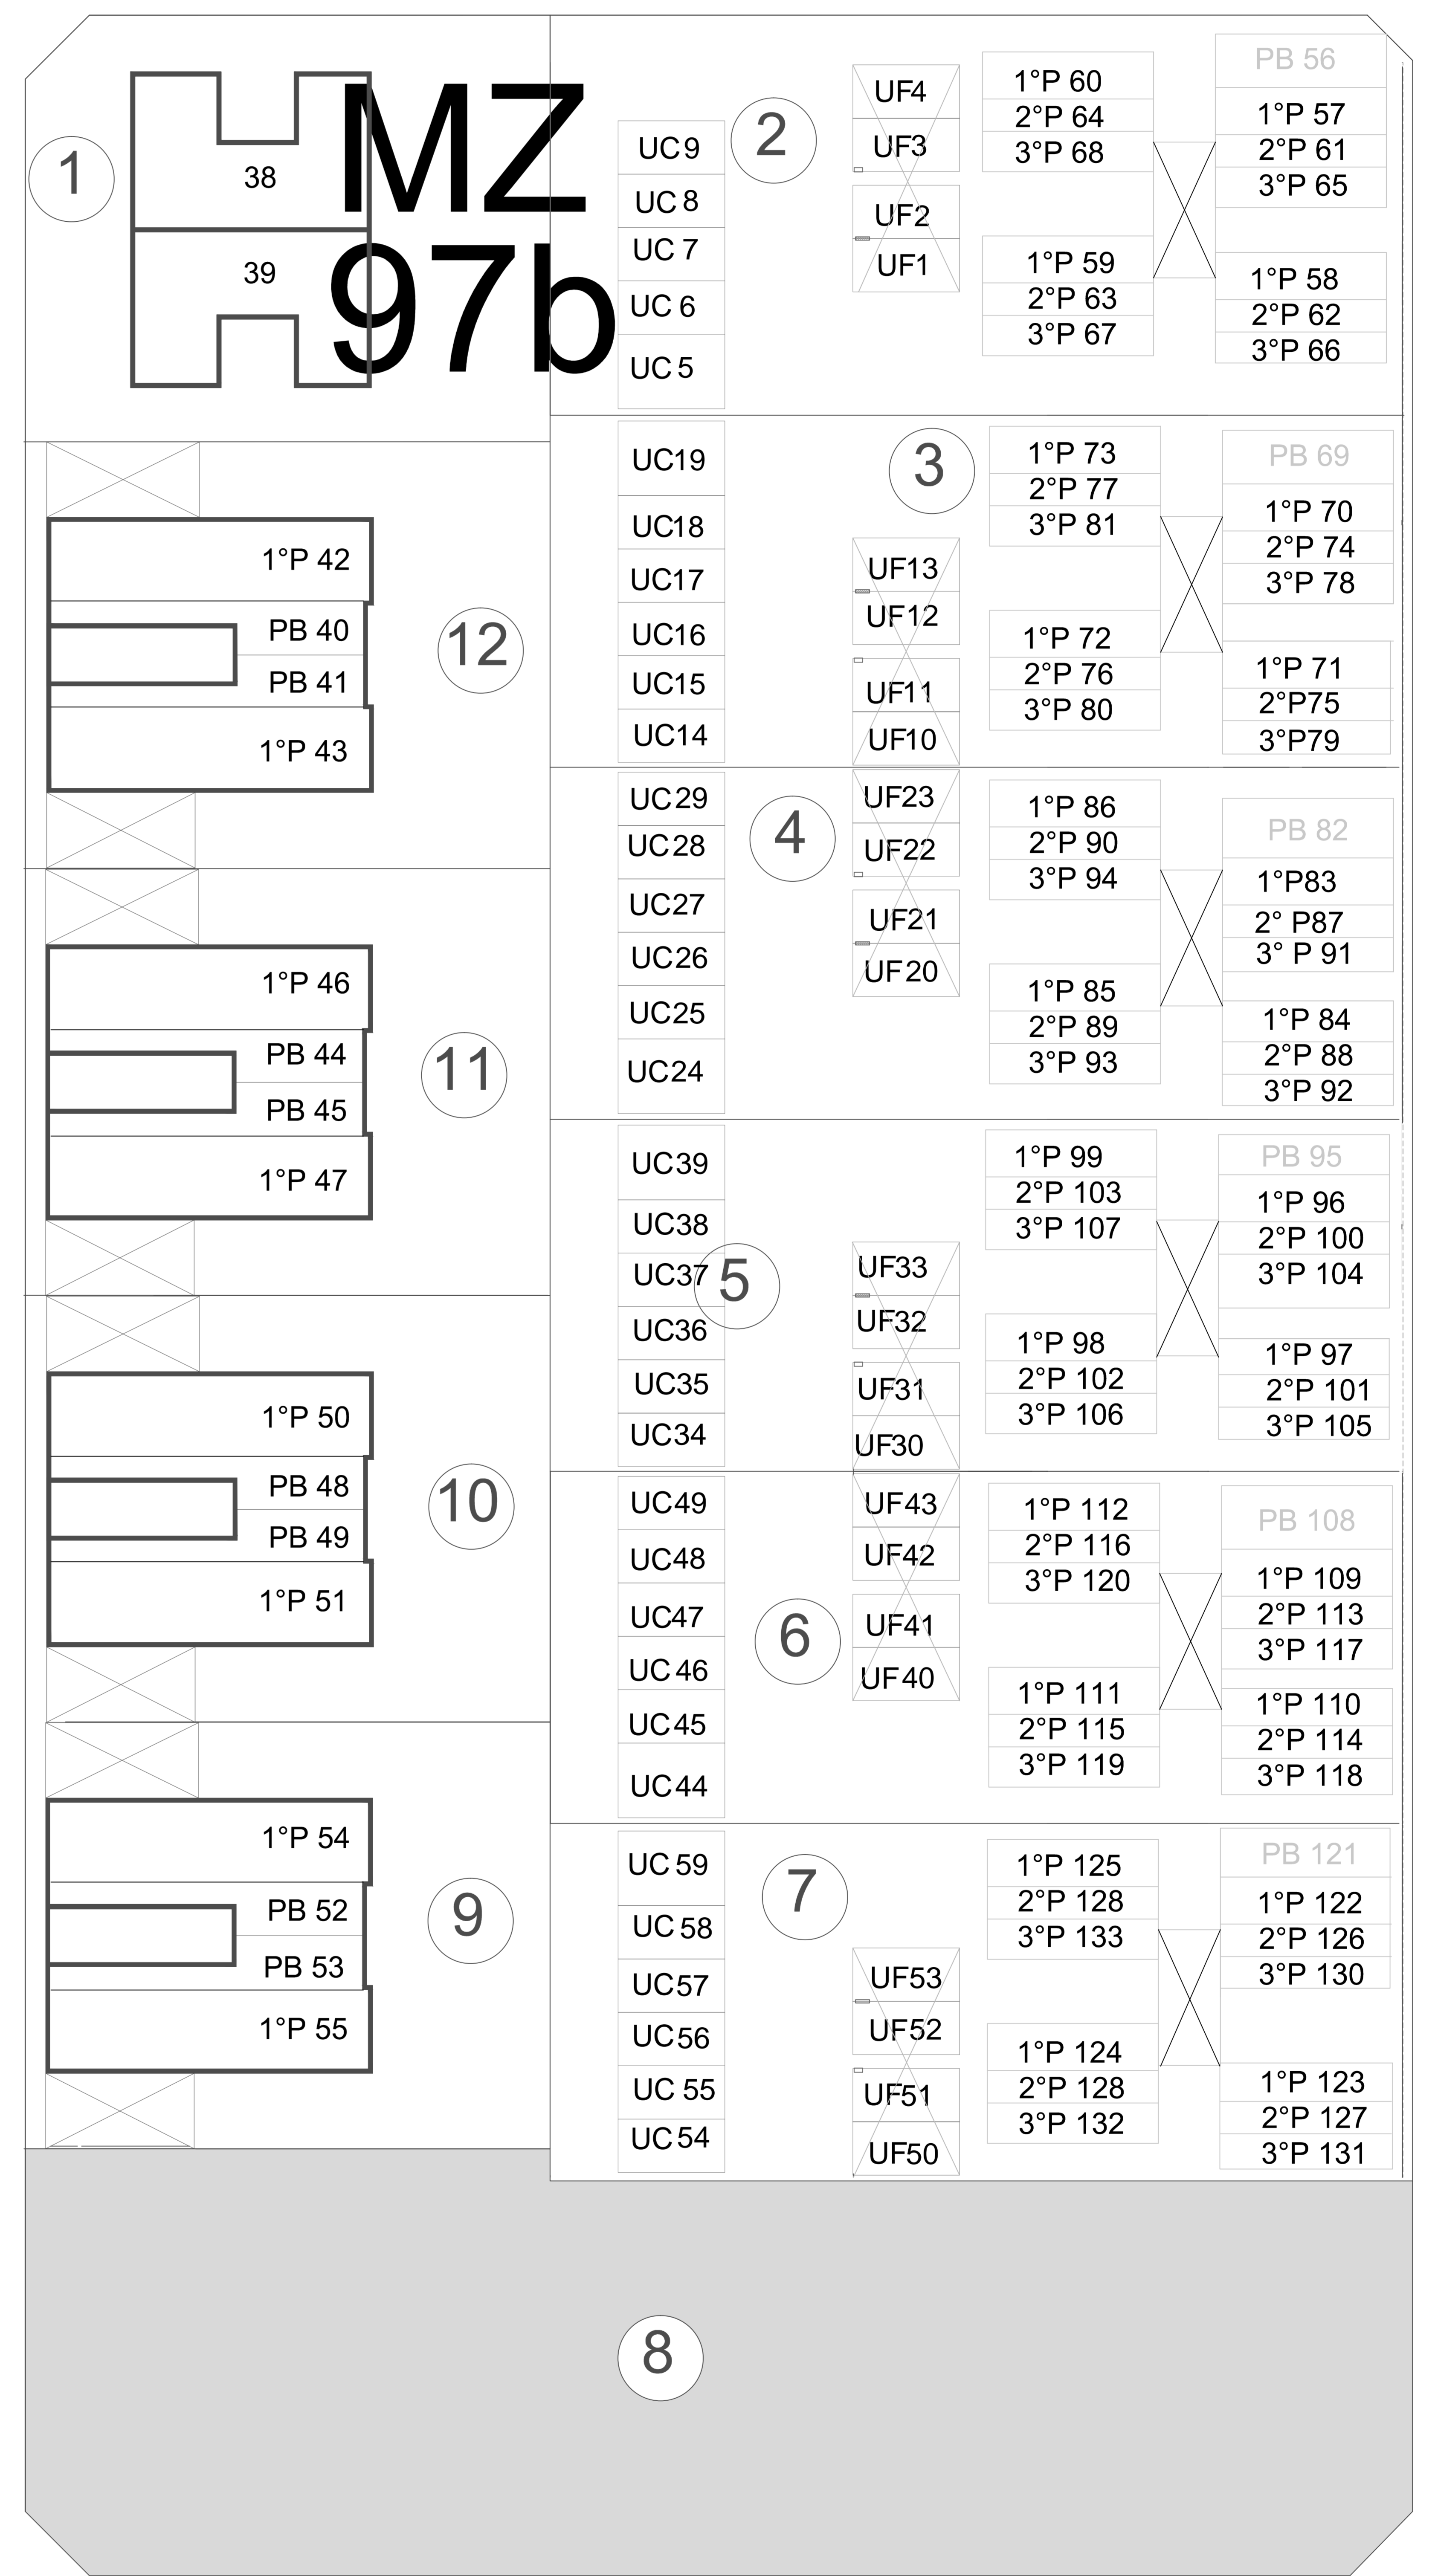 MZ
97b
1
38
39
12
1°P 42
PB 40
PB 41
1°P 43
11
1°P 46
PB 44
PB 45
1°P 47
10
1°P 50
PB 48
PB 49
1°P 51
9
1°P 54
PB 52
PB 53
1°P 55
2
UC 9
UC 8
UC 7
UC 6
UC 5
UF4
UF3
UF2
UF1
1°P 60
2°P 64
3°P 68
1°P 59
2°P 63
3°P 67
PB 56
1°P 57
2°P 61
3°P 65
1°P 58
2°P 62
3°P 66
3
UC19
UC18
UC17
UC16
UC15
UC14
UF13
UF12
UF11
UF10
1°P 73
2°P 77
3°P 81
1°P 72
2°P 76
3°P 80
PB 69
1°P 70
2°P 74
3°P 78
1°P 71
2°P75
3°P79
4
UC29
UC28
UC27
UC26
UC25
UC24
UF23
UF22
UF21
UF20
1°P 86
2°P 90
3°P 94
1°P 85
2°P 89
3°P 93
PB 82
1°P83
2° P87
3° P 91
1°P 84
2°P 88
3°P 92
5
UC39
UC38
UC37
UC36
UC35
UC34
UF33
UF32
UF31
UF30
1°P 99
2°P 103
3°P 107
1°P 98
2°P 102
3°P 106
PB 95
1°P 96
2°P 100
3°P 104
1°P 97
2°P 101
3°P 105
6
UC49
UC48
UC47
UC46
UC45
UC44
UF43
UF42
UF41
UF40
1°P 112
2°P 116
3°P 120
1°P 111
2°P 115
3°P 119
PB 108
1°P 109
2°P 113
3°P 117
1°P 110
2°P 114
3°P 118
7
UC 59
UC 58
UC57
UC56
UC 55
UC 54
UF53
UF52
UF51
UF50
1°P 125
2°P 128
3°P 133
1°P 124
2°P 128
3°P 132
PB 121
1°P 122
2°P 126
3°P 130
1°P 123
2°P 127
3°P 131
8